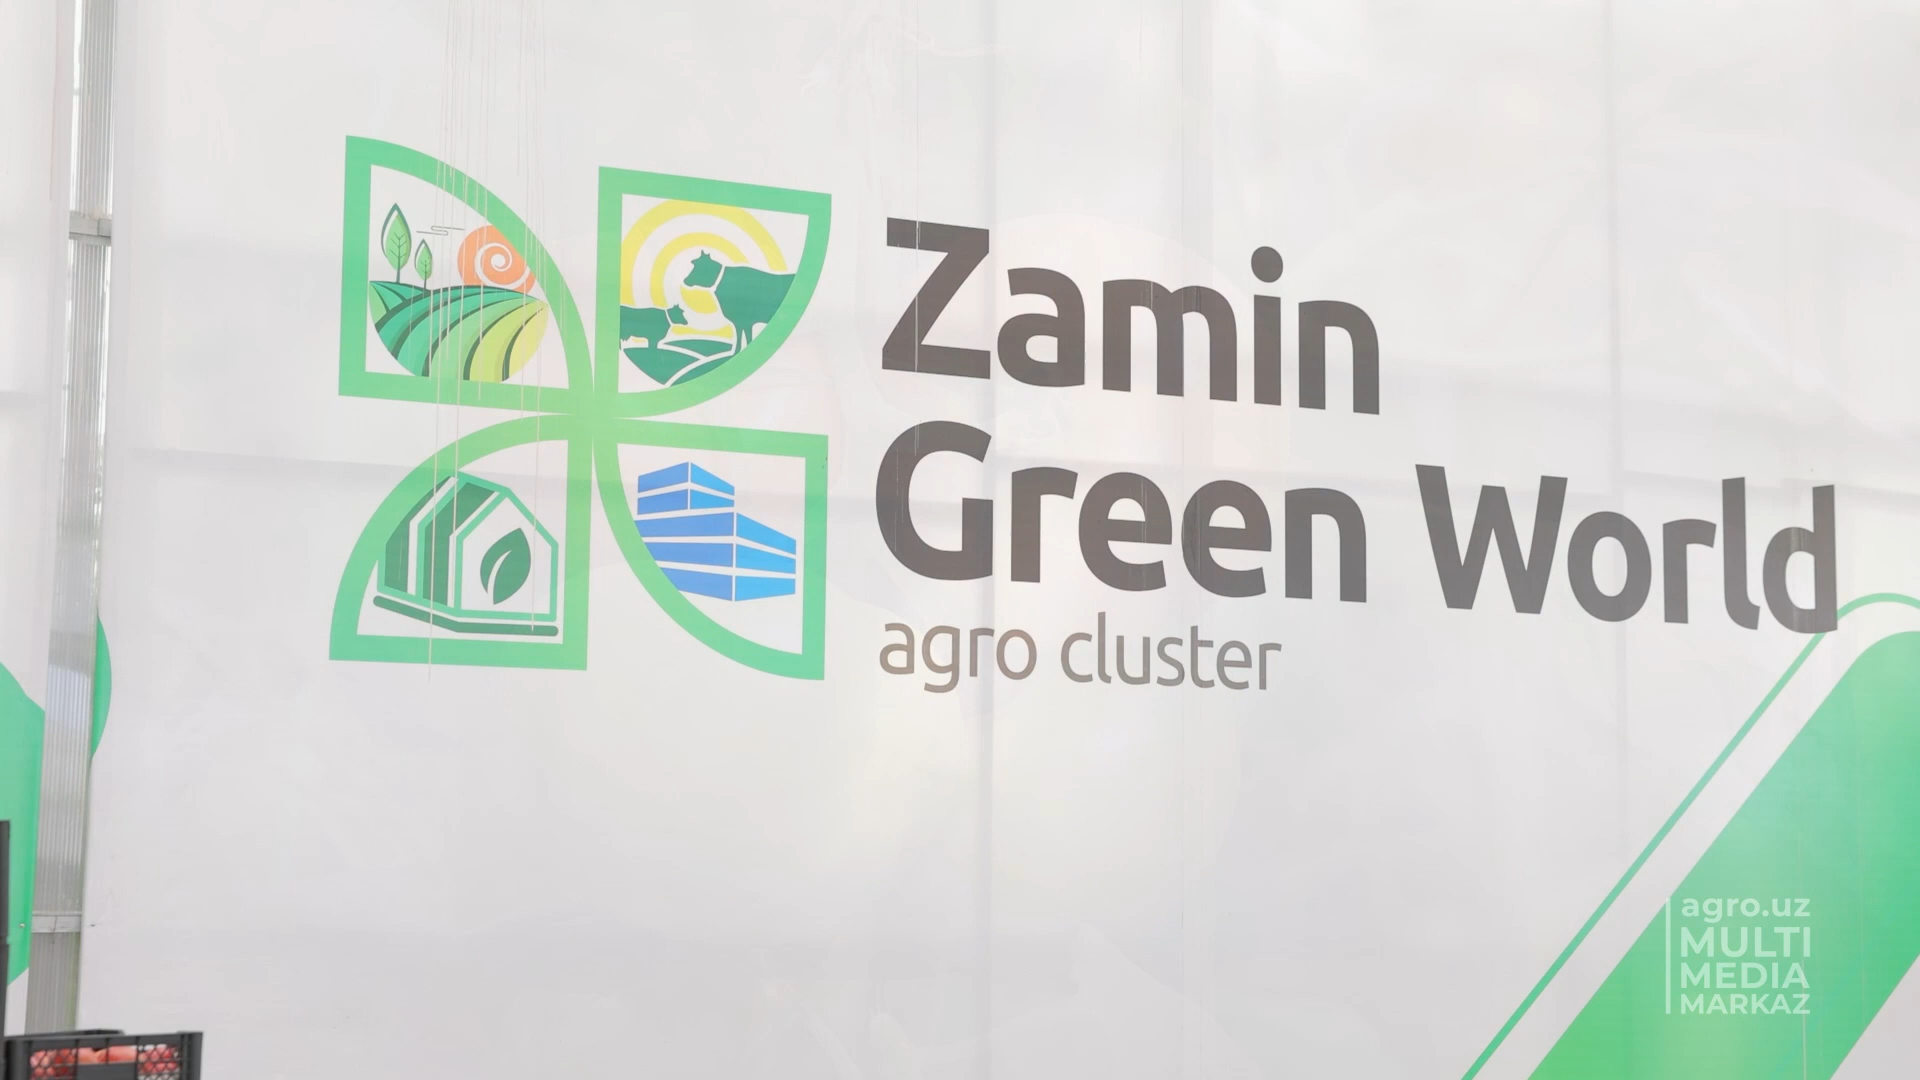 Zamin
Green World
agro cluster
agro.uz
MULTI
MEDIA
MARKAZ